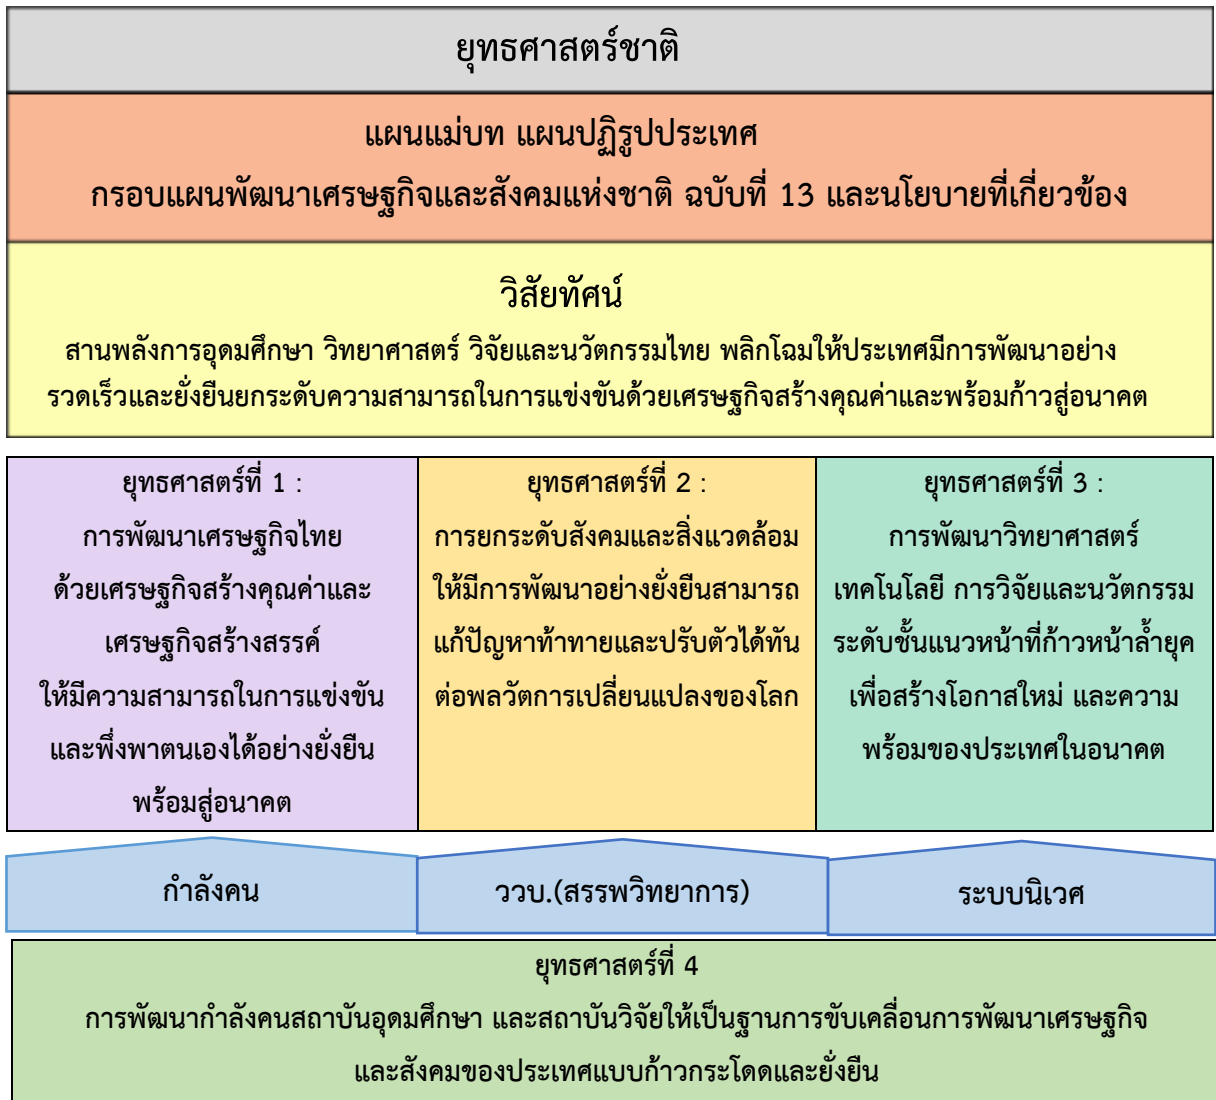 ยุทธศาสตร์ชาติ
แผนแม่บท แผนปฏิรูปประเทศ
กรอบแผนพัฒนาเศรษฐกิจและสังคมแห่งชาติ ฉบับที่ 13 และนโยบายที่เกี่ยวข้อง
วิสัยทัศน์
สานพลังการอุดมศึกษา วิทยาศาสตร์ วิจัยและนวัตกรรมไทย พลิกโฉมให้ประเทศมีการพัฒนาอย่าง
รวดเร็วและยั่งยืนยกระดับความสามารถในการแข่งขันด้วยเศรษฐกิจสร้างคุณค่าและพร้อมก้าวสู่อนาคต
ยุทธศาสตร์ที่ 1 :
การพัฒนาเศรษฐกิจไทย
ด้วยเศรษฐกิจสร้างคุณค่าและ
เศรษฐกิจสร้างสรรค์
ให้มีความสามารถในการแข่งขัน
และพึ่งพาตนเองได้อย่างยั่งยืน
พร้อมสู่อนาคต
ยุทธศาสตร์ที่ 2 :
การยกระดับสังคมและสิ่งแวดล้อม
ให้มีการพัฒนาอย่างยั่งยืนสามารถ
แก้ปัญหาท้าทายและปรับตัวได้ทัน
ต่อพลวัตการเปลี่ยนแปลงของโลก
ยุทธศาสตร์ที่ 3 :
การพัฒนาวิทยาศาสตร์
เทคโนโลยี การวิจัยและนวัตกรรม
ระดับชั้นแนวหน้าที่ก้าวหน้าล้ำยุค
เพื่อสร้างโอกาสใหม่ และความ
พร้อมของประเทศในอนาคต
กำลังคน
ววบ.(สรรพวิทยาการ)
ระบบนิเวศ
ยุทธศาสตร์ที่ 4
การพัฒนากำลังคนสถาบันอุดมศึกษา และสถาบันวิจัยให้เป็นฐานการขับเคลื่อนการพัฒนาเศรษฐกิจ
และสังคมของประเทศแบบก้าวกระโดดและยั่งยืน